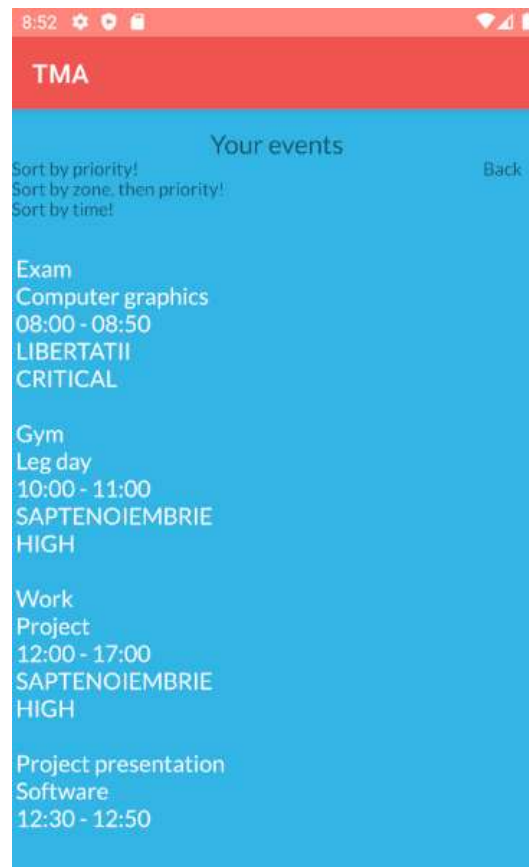 8:52
TMA
Your events
Sort by priority!
Back
Sort by zone, then priority!
Sort by time!
Exam
Computer graphics
08:00 - 08:50
LIBERTATII
CRITICAL
Gym
Leg day
10:00 - 11:00
SAPTENOIEMBRIE
HIGH
Work
Project
12:00 - 17:00
SAPTENOIEMBRIE
HIGH
Project presentation
Software
12:30 - 12:50